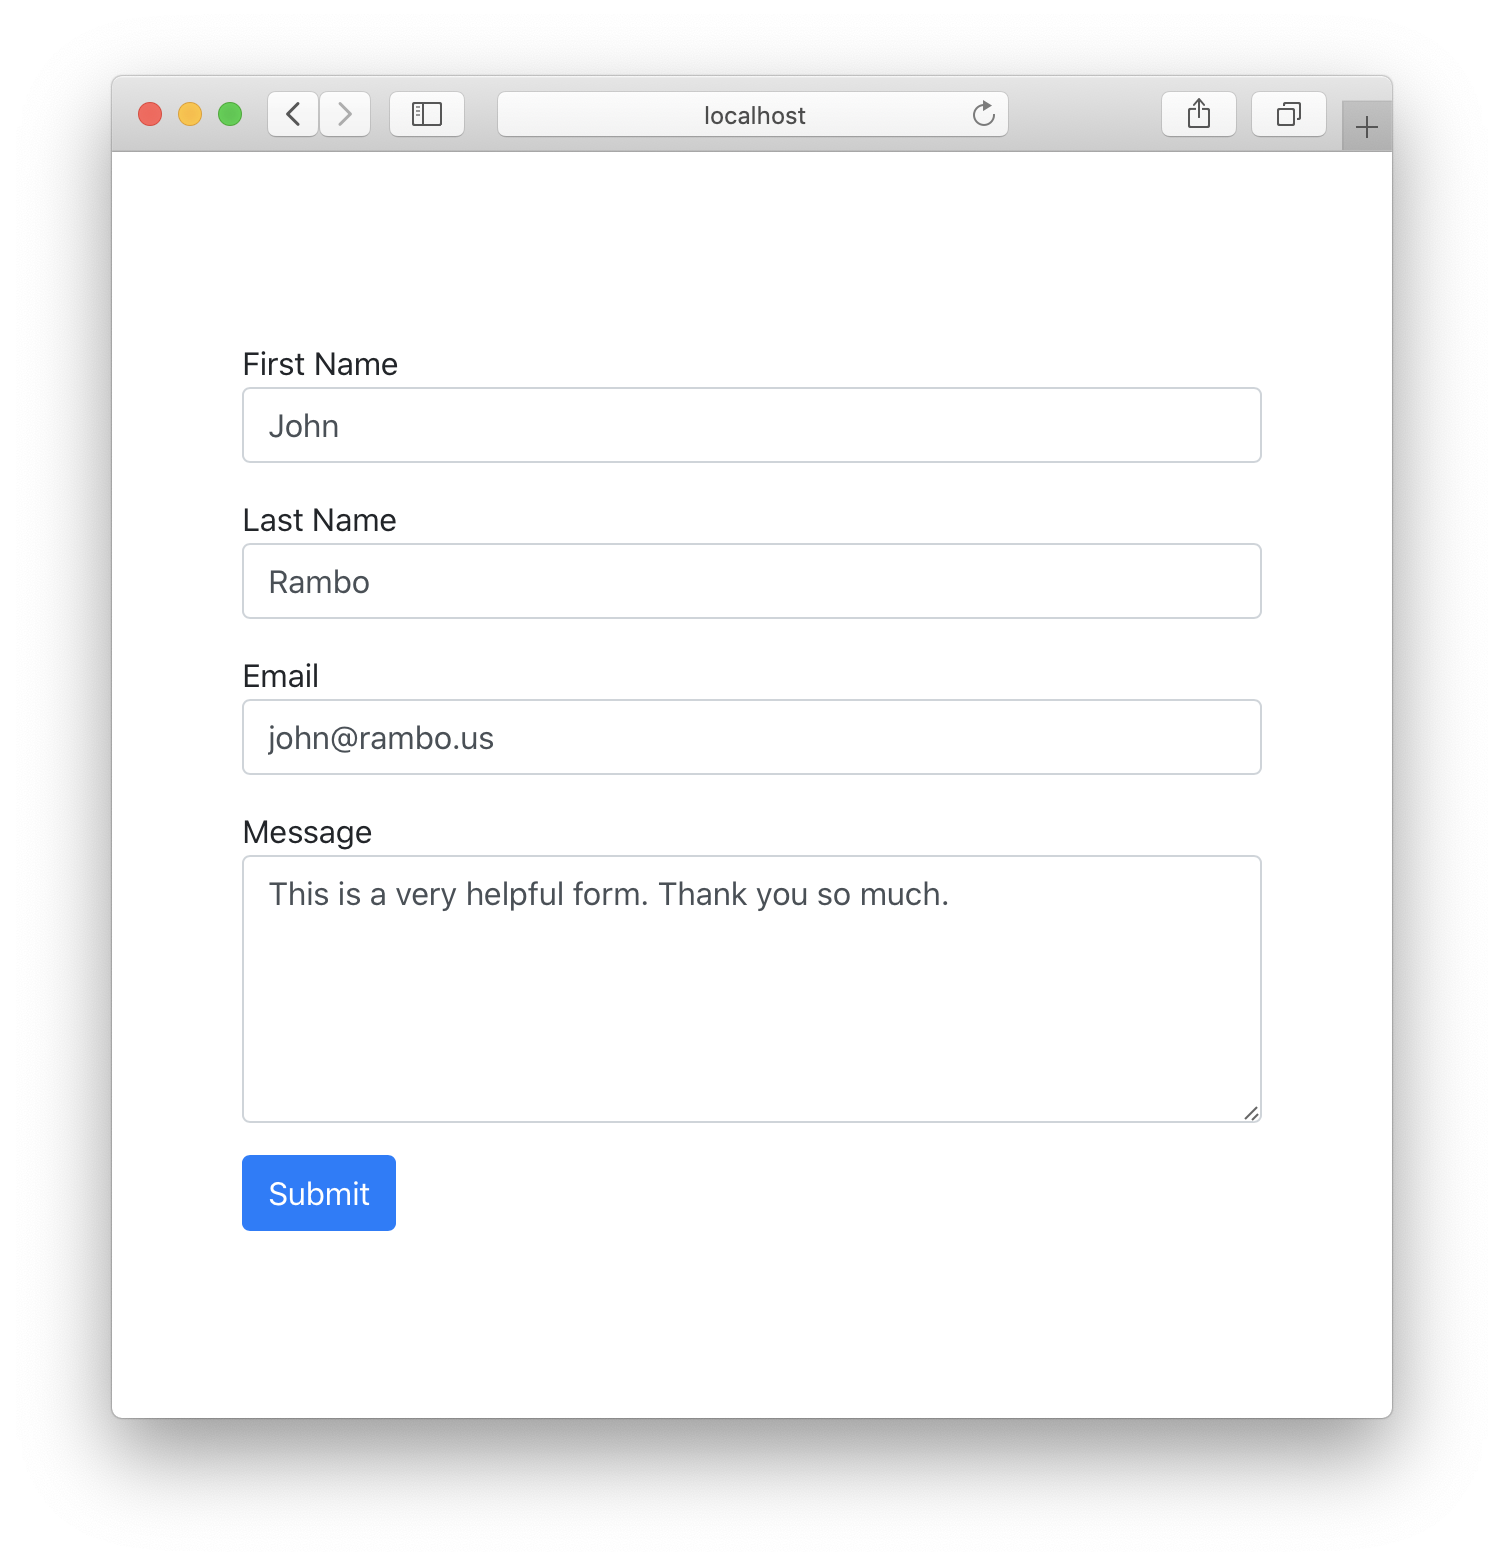 localhost
First Name
John
Last Name
Rambo
Email
john@rambo.us
Message
This is a very helpful form. Thank you so much.
Submit